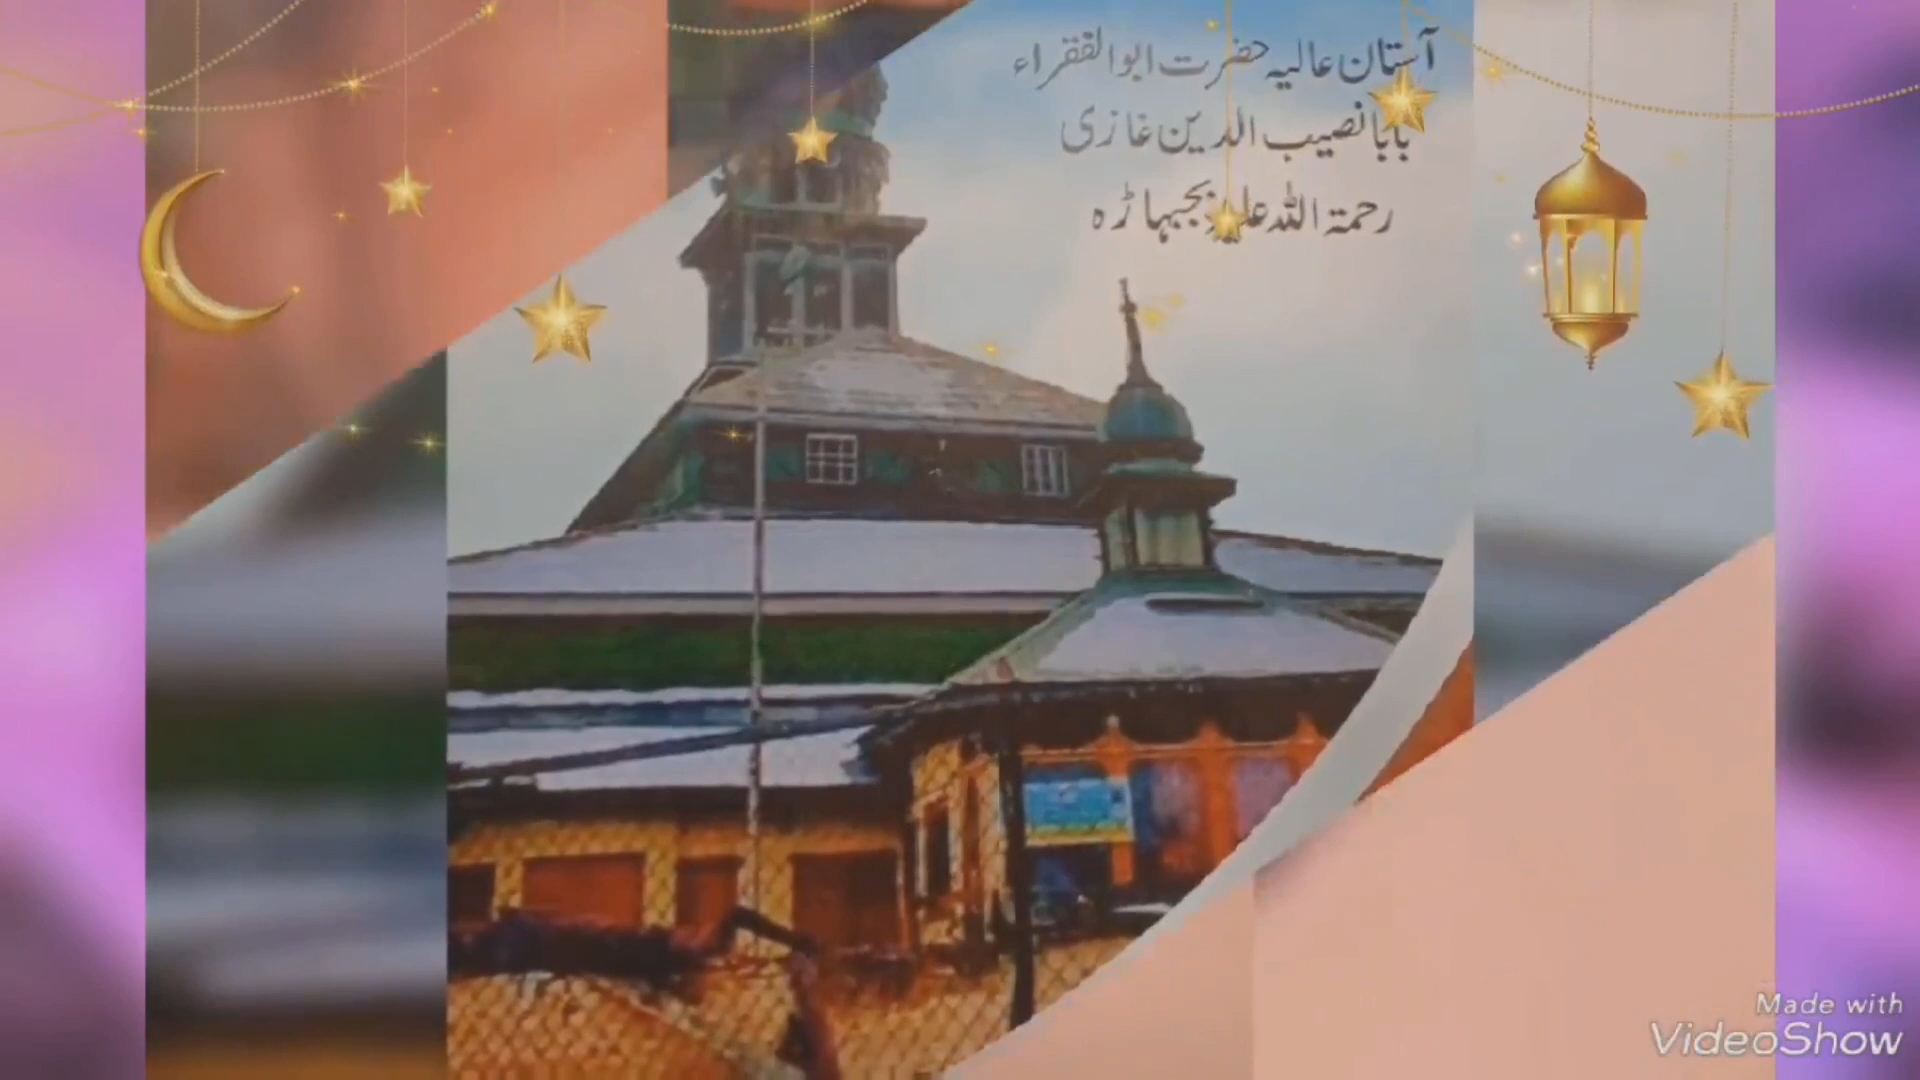 آستان عالیہ حضرت ابوالفقراء
بابا نصیب الدین غازی
رحمۃ اللہ علیہ بجبہاڑہ
Made with
VideoShow